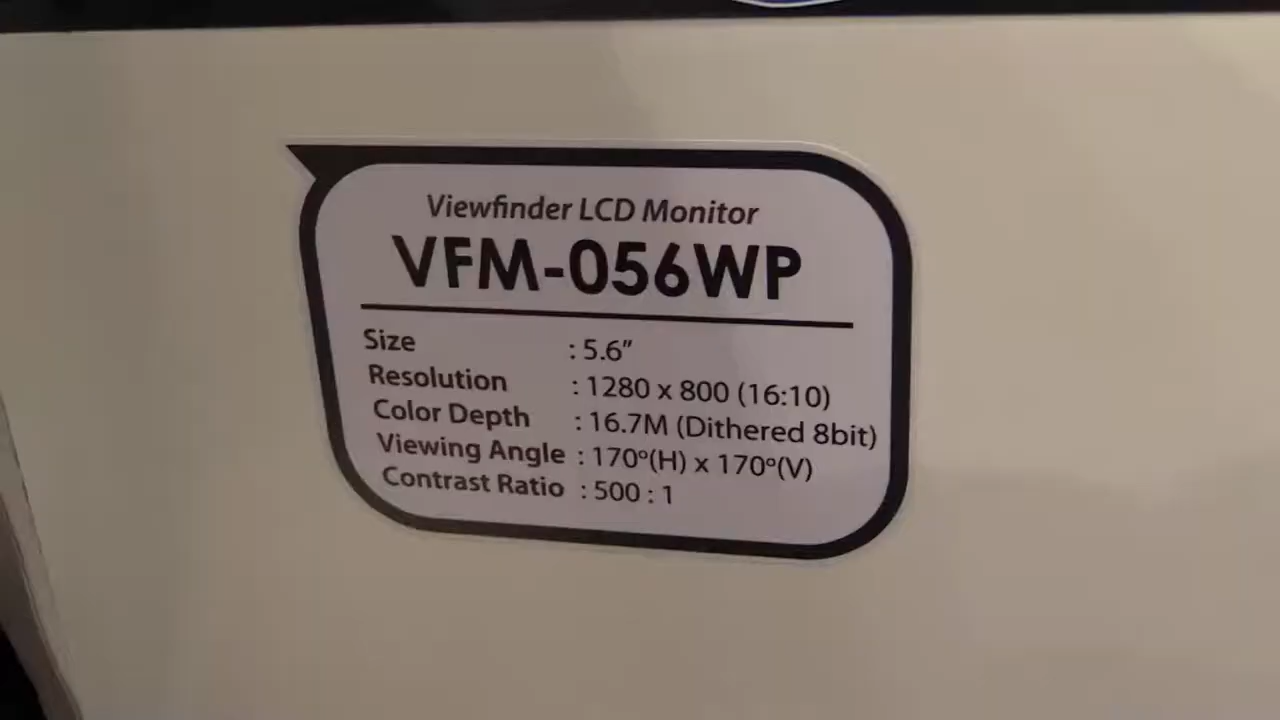 Viewfinder LCD Monitor
VFM-056WP
Size : 5.6”
Resolution : 1280 x 800 (16:10)
Color Depth : 16.7M (Dithered 8bit)
Viewing Angle : 170º(H) x 170º(V)
Contrast Ratio : 500 : 1